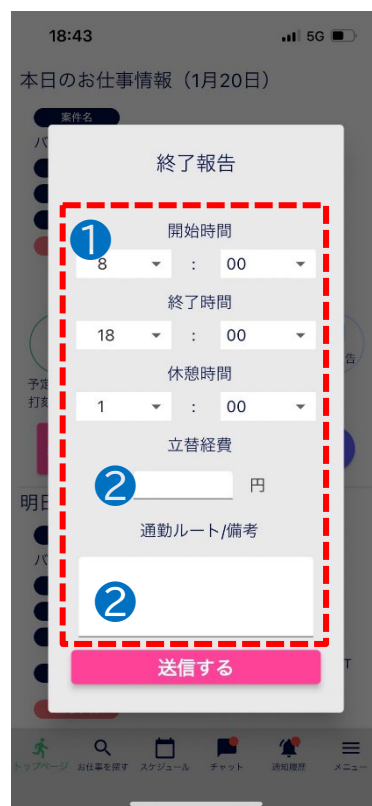 18:43 5G
本日のお仕事情報（1月20日）
案件名
終了報告
1
開始時間
8 : 00
終了時間
18 : 00
休憩時間
1 : 00
立替経費
2 円
通勤ルート/備考
2
送信する
予定
打刻
告
明日
T
トップページ お仕事を探す スケジュール チャット 通知履歴 メニュー